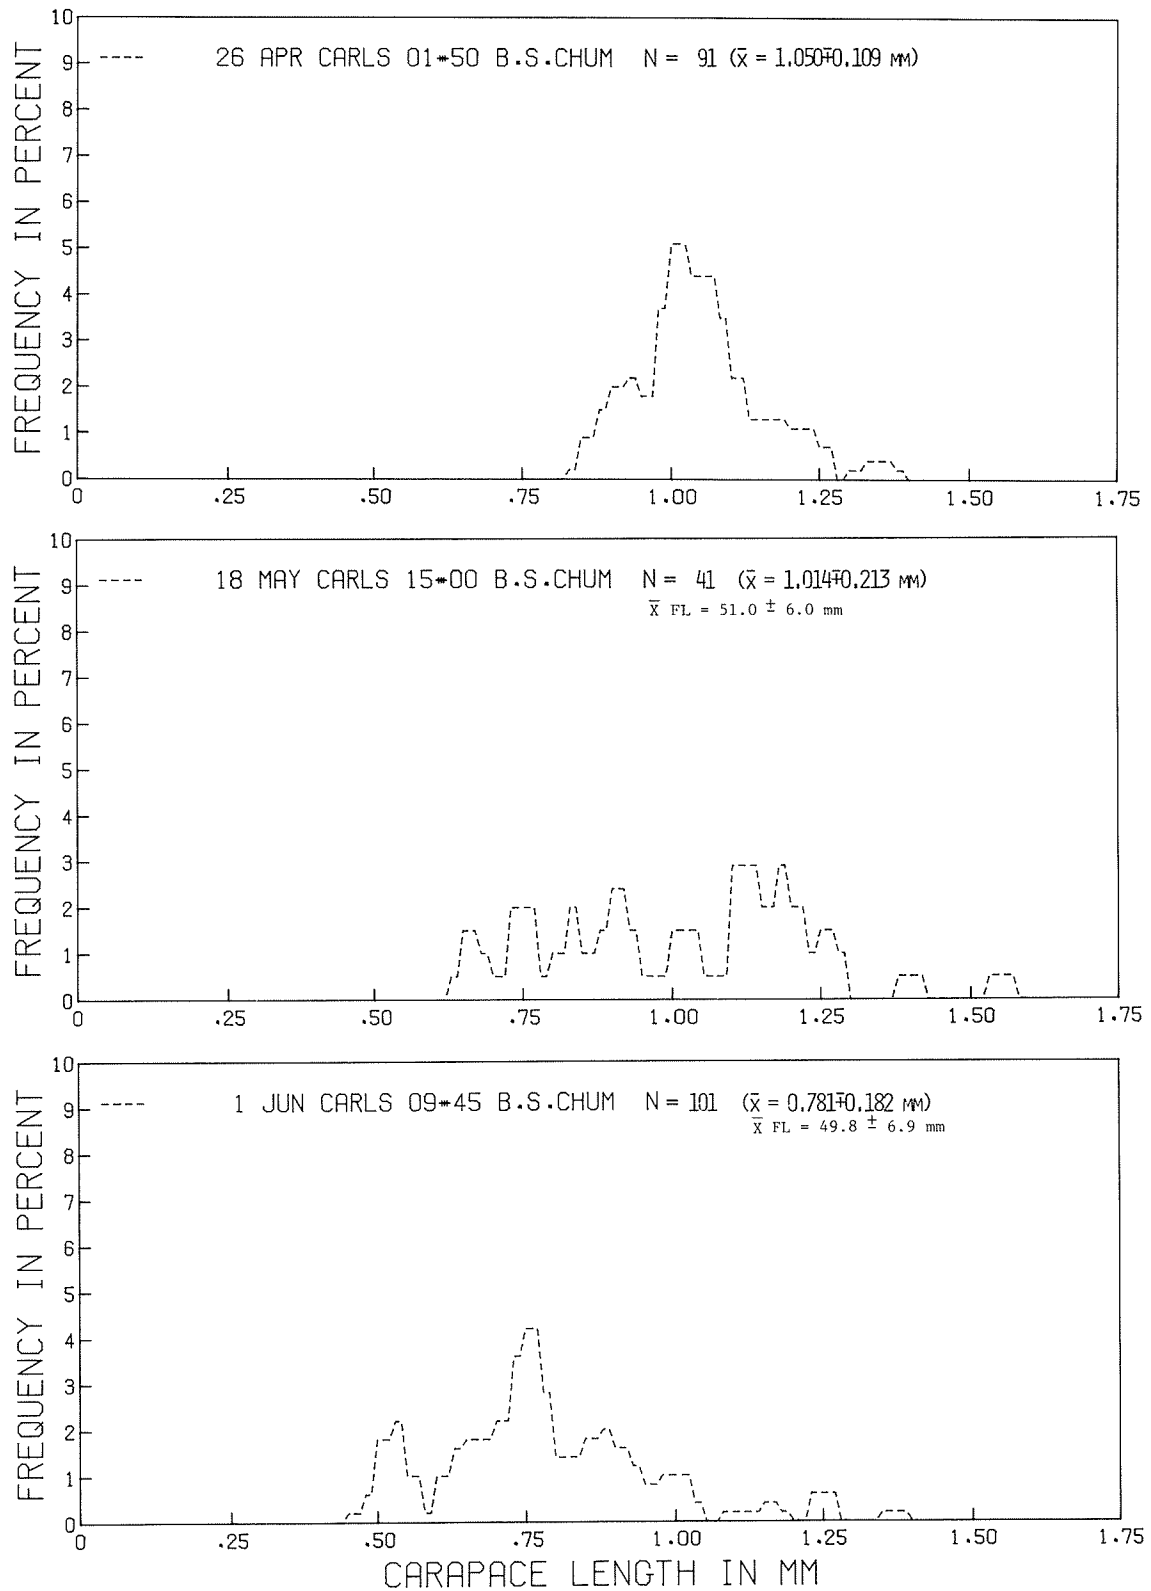 10
9
8
7
6
5
4
3
2
1
0
FREQUENCY IN PERCENT
26 APR CARLS 01*50 B.S.CHUM N = 91 (x̄ = 1.050∓0.109 MM)
0 .25 .50 .75 1.00 1.25 1.50 1.75
10
9
8
7
6
5
4
3
2
1
0
FREQUENCY IN PERCENT
18 MAY CARLS 15*00 B.S.CHUM N = 41 (x̄ = 1.014∓0.213 MM)
X̄ FL = 51.0 ± 6.0 mm
0 .25 .50 .75 1.00 1.25 1.50 1.75
10
9
8
7
6
5
4
3
2
1
0
FREQUENCY IN PERCENT
1 JUN CARLS 09*45 B.S.CHUM N = 101 (x̄ = 0.781∓0.182 MM)
X̄ FL = 49.8 ± 6.9 mm
0 .25 .50 .75 1.00 1.25 1.50 1.75
CARAPACE LENGTH IN MM